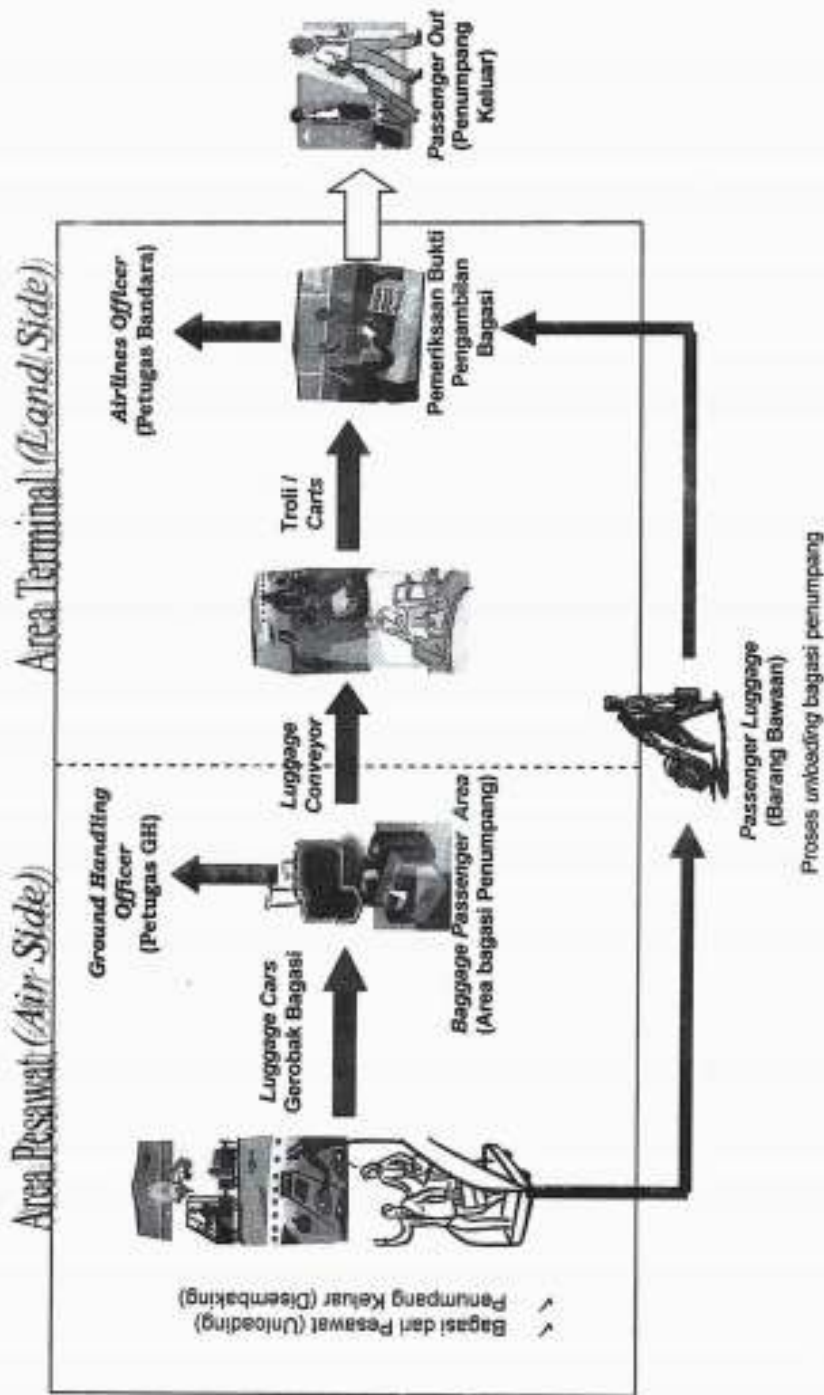 Area Pesawat (Air Side)
Area Terminal (Land Side)
✓ Bagasi dari Pesawat (Unloading)
✓ Penumpang Keluar (Disembaking)
Luggage Cars
Gerobak Bagasi
Ground Handling
Officer
(Petugas GH)
Baggage Passenger Area
(Area bagasi Penumpang)
Luggage
Conveyor
Troli /
Carts
Airlines Officer
(Petugas Bandara)
Pemeriksaan Bukti
Pengambilan
Bagasi
Passenger Out
(Penumpang
Keluar)
Passenger Luggage
(Barang Bawaan)
Proses unloading bagasi penumpang